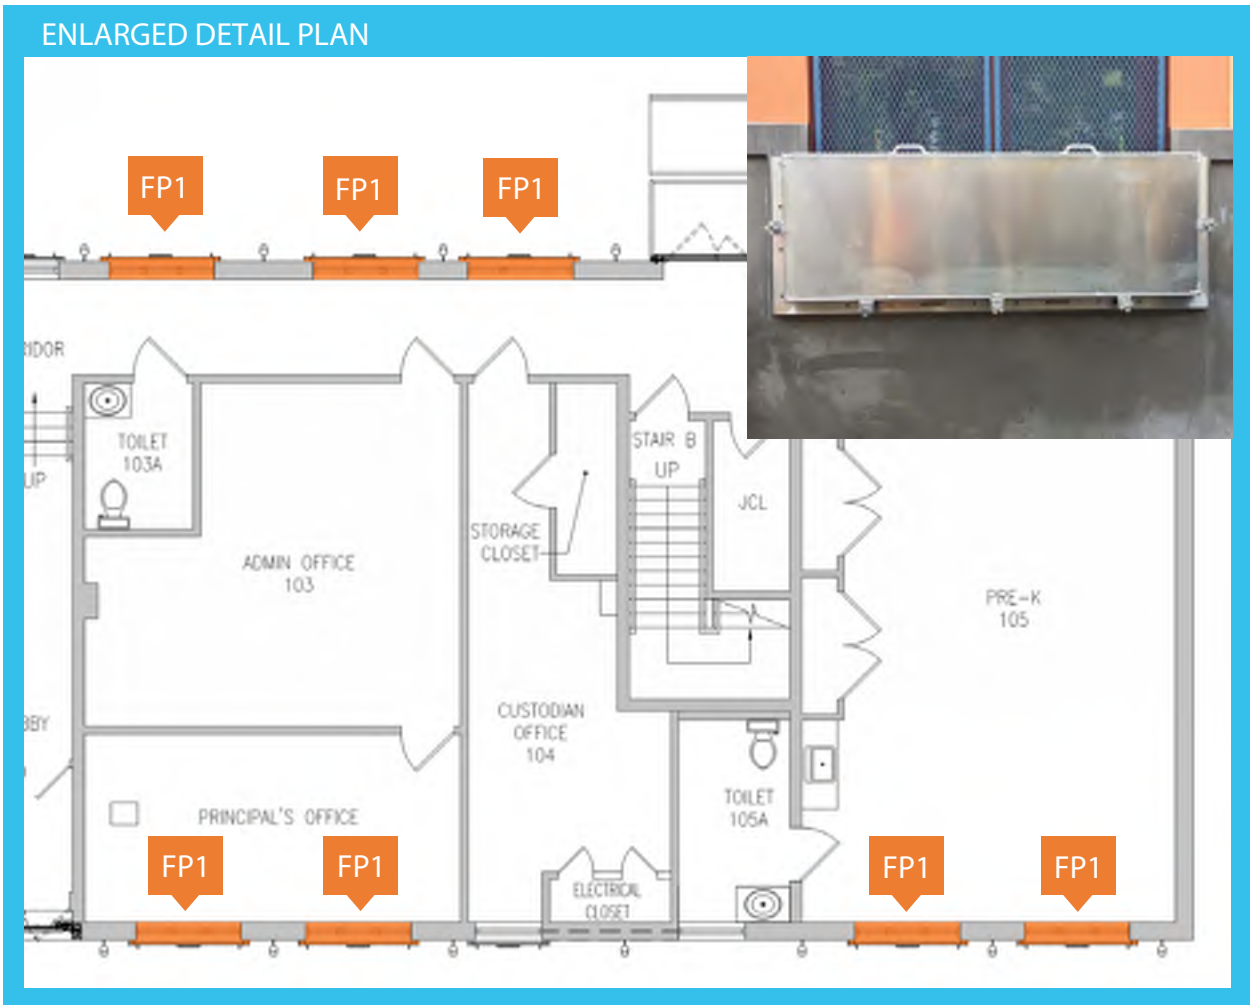 ENLARGED DETAIL PLAN
FP1
FP1
FP1
UP
TOILET
103A
STAIR B
UP
JCL
STORAGE
CLOSET
ADMIN OFFICE
103
PRE-K
105
CUSTODIAN
OFFICE
104
TOILET
105A
PRINCIPAL'S OFFICE
FP1
FP1
FP1
FP1
ELECTRICAL
CLOSET